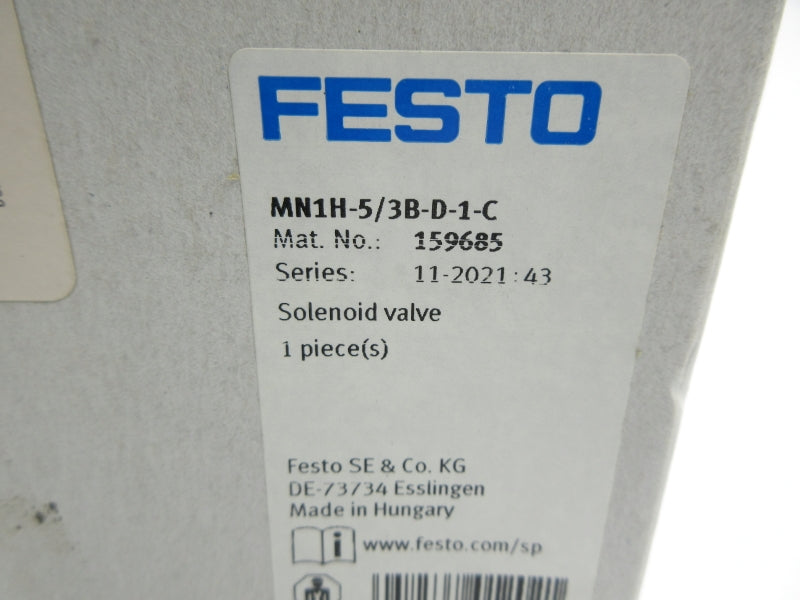 FESTO
MN1H-5/3B-D-1-C
Mat. No.: 159685
Series: 11-2021:43
Solenoid valve
1 piece(s)
Festo SE & Co. KG
DE-73734 Esslingen
Made in Hungary
i www.festo.com/sp